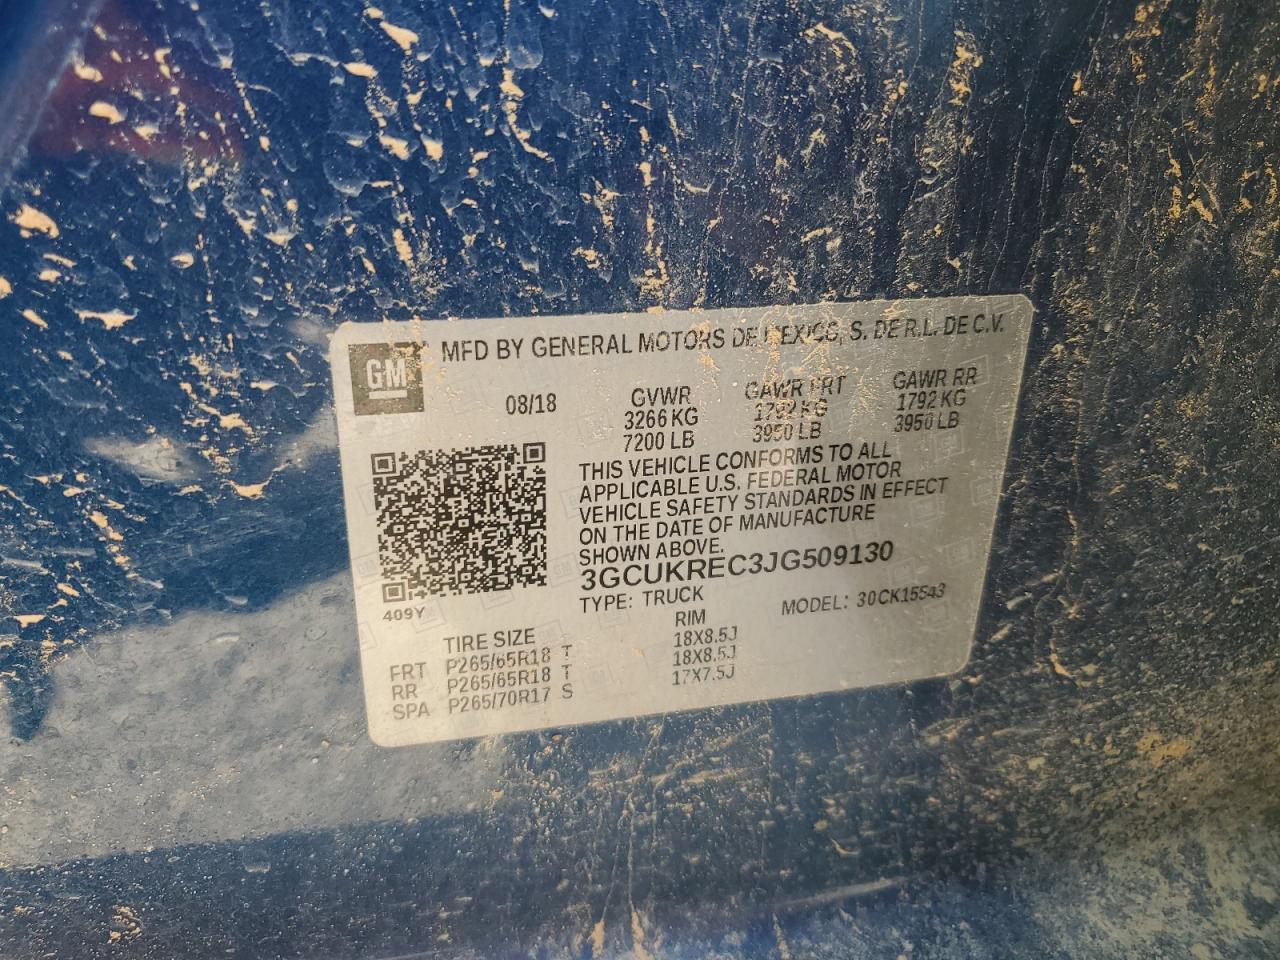 GM
MFD BY GENERAL MOTORS DE MEXICO, S. DE R.L. DE C.V.
08/18
GVWR GAWR FRT GAWR RR
3266 KG 1792 KG 1792 KG
7200 LB 3950 LB 3950 LB
THIS VEHICLE CONFORMS TO ALL
APPLICABLE U.S. FEDERAL MOTOR
VEHICLE SAFETY STANDARDS IN EFFECT
ON THE DATE OF MANUFACTURE
SHOWN ABOVE.
3GCUKREC3JG509130
409Y
TYPE: TRUCK MODEL: 30CK15543
TIRE SIZE RIM
FRT P265/65R18 T 18X8.5J
RR P265/65R18 T 18X8.5J
SPA P265/70R17 S 17X7.5J